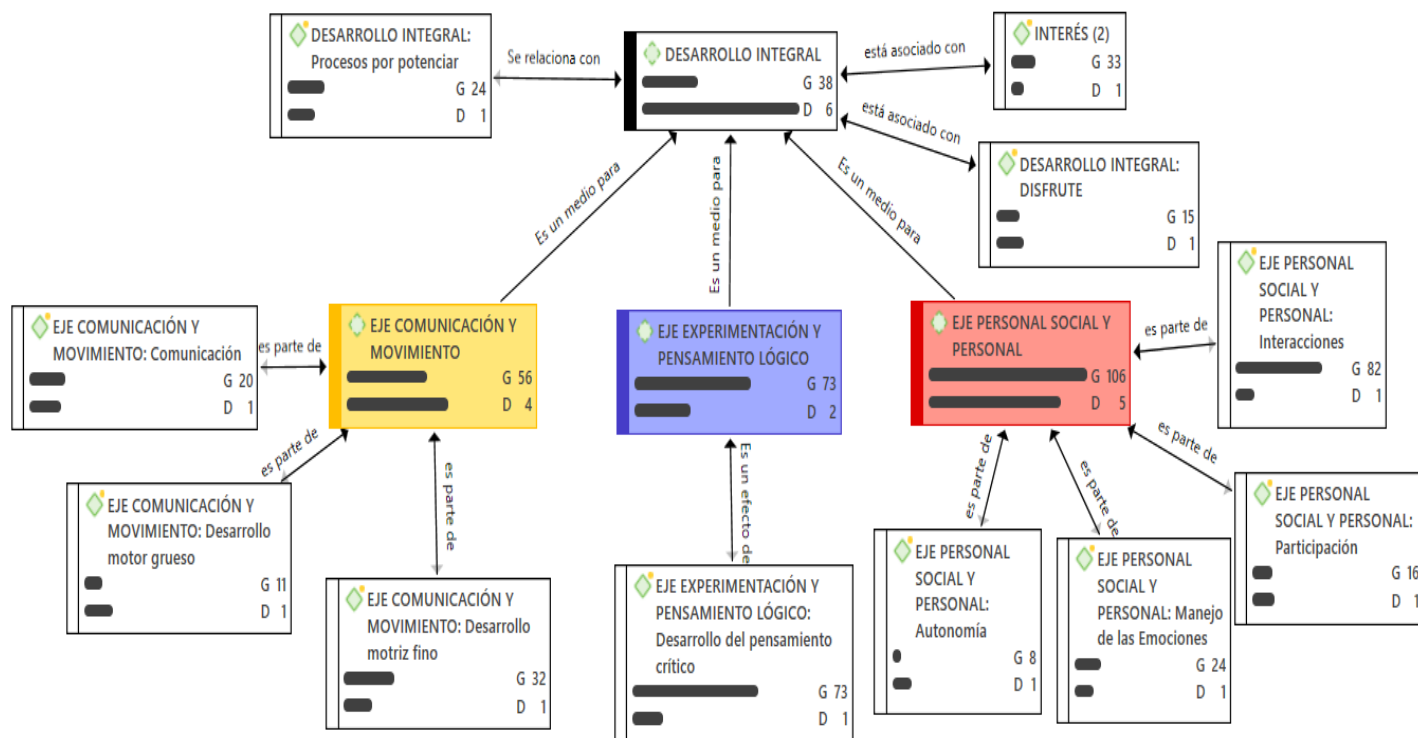 DESARROLLO INTEGRAL:
Procesos por potenciar
G 24
D 1
Se relaciona con
DESARROLLO INTEGRAL
G 38
D 6
está asociado con
INTERÉS (2)
G 33
D 1
está asociado con
DESARROLLO INTEGRAL:
DISFRUTE
G 15
D 1
Es un medio para
Es un medio para
Es un medio para
EJE COMUNICACIÓN Y
MOVIMIENTO: Comunicación
G 20
D 1
es parte de
EJE COMUNICACIÓN Y
MOVIMIENTO
G 56
D 4
EJE EXPERIMENTACIÓN Y
PENSAMIENTO LÓGICO
G 73
D 2
EJE PERSONAL SOCIAL Y
PERSONAL
G 106
D 5
es parte de
EJE PERSONAL
SOCIAL Y
PERSONAL:
Interacciones
G 82
D 1
es parte de
es parte de
Es un efecto de
es parte de
es parte de
es parte de
EJE COMUNICACIÓN Y
MOVIMIENTO: Desarrollo
motor grueso
G 11
D 1
EJE COMUNICACIÓN Y
MOVIMIENTO: Desarrollo
motriz fino
G 32
D 1
EJE EXPERIMENTACIÓN Y
PENSAMIENTO LÓGICO:
Desarrollo del pensamiento
crítico
G 73
D 1
EJE PERSONAL
SOCIAL Y
PERSONAL:
Autonomía
G 8
D 1
EJE PERSONAL
SOCIAL Y
PERSONAL: Manejo
de las Emociones
G 24
D 1
EJE PERSONAL
SOCIAL Y PERSONAL:
Participación
G 16
D 1